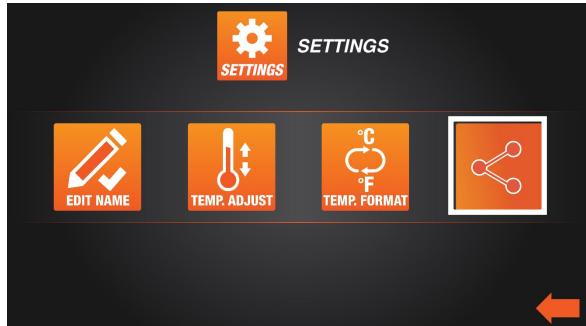 SETTINGS
SETTINGS
EDIT NAME
TEMP. ADJUST
°C
°F
TEMP. FORMAT